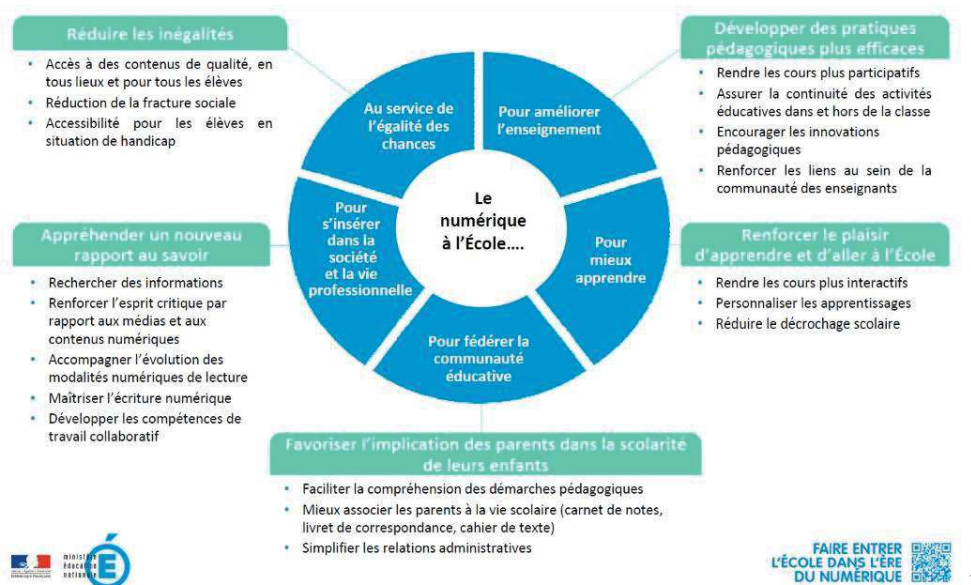 Réduire les inégalités
• Accès à des contenus de qualité, en
tous lieux et pour tous les élèves
• Réduction de la fracture sociale
• Accessibilité pour les élèves en
situation de handicap
Développer des pratiques
pédagogiques plus efficaces
• Rendre les cours plus participatifs
• Assurer la continuité des activités
éducatives dans et hors de la classe
• Encourager les innovations
pédagogiques
• Renforcer les liens au sein de la
communauté des enseignants
Au service de
l'égalité des
chances
Pour améliorer
l'enseignement
Le
numérique
à l'École....
Pour
s'insérer
dans la
société
et la vie
professionnelle
Pour
mieux
apprendre
Pour fédérer la
communauté
éducative
Appréhender un nouveau
rapport au savoir
• Rechercher des informations
• Renforcer l'esprit critique par
rapport aux médias et aux
contenus numériques
• Accompagner l'évolution des
modalités numériques de lecture
• Maîtriser l'écriture numérique
• Développer les compétences de
travail collaboratif
Renforcer le plaisir
d'apprendre et d'aller à l'École
• Rendre les cours plus interactifs
• Personnaliser les apprentissages
• Réduire le décrochage scolaire
Favoriser l'implication des parents dans la scolarité
de leurs enfants
• Faciliter la compréhension des démarches pédagogiques
• Mieux associer les parents à la vie scolaire (carnet de notes,
livret de correspondance, cahier de texte)
• Simplifier les relations administratives
ministère
éducation
nationale
É
FAIRE ENTRER
L'ÉCOLE DANS L'ÈRE
DU NUMÉRIQUE